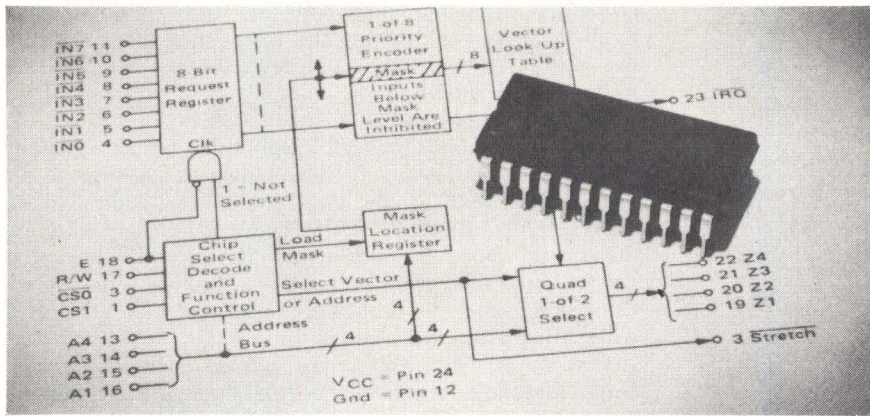 IN7 11
IN6 10
IN5 9
IN4 8
IN3 7
IN2 6
IN1 5
IN0 4
8 Bit
Request
Register
Clk
1-of 8
Priority
Encoder
Mask
Inputs
Below
Mask
Level Are
Inhibited
8
Vector
Look Up
Table
23 IRQ
1 = Not
Selected
E 18
R/W 17
CS0 3
CS1 1
Chip
Select
Decode
and
Function
Control
Load
Mask
Mask
Location
Register
Select Vector
or Address
4
Quad
1-of 2
Select
4
22 Z4
21 Z3
20 Z2
19 Z1
A4 13
A3 14
A2 15
A1 16
Address
Bus
4
4
3 Stretch
VCC = Pin 24
Gnd = Pin 12